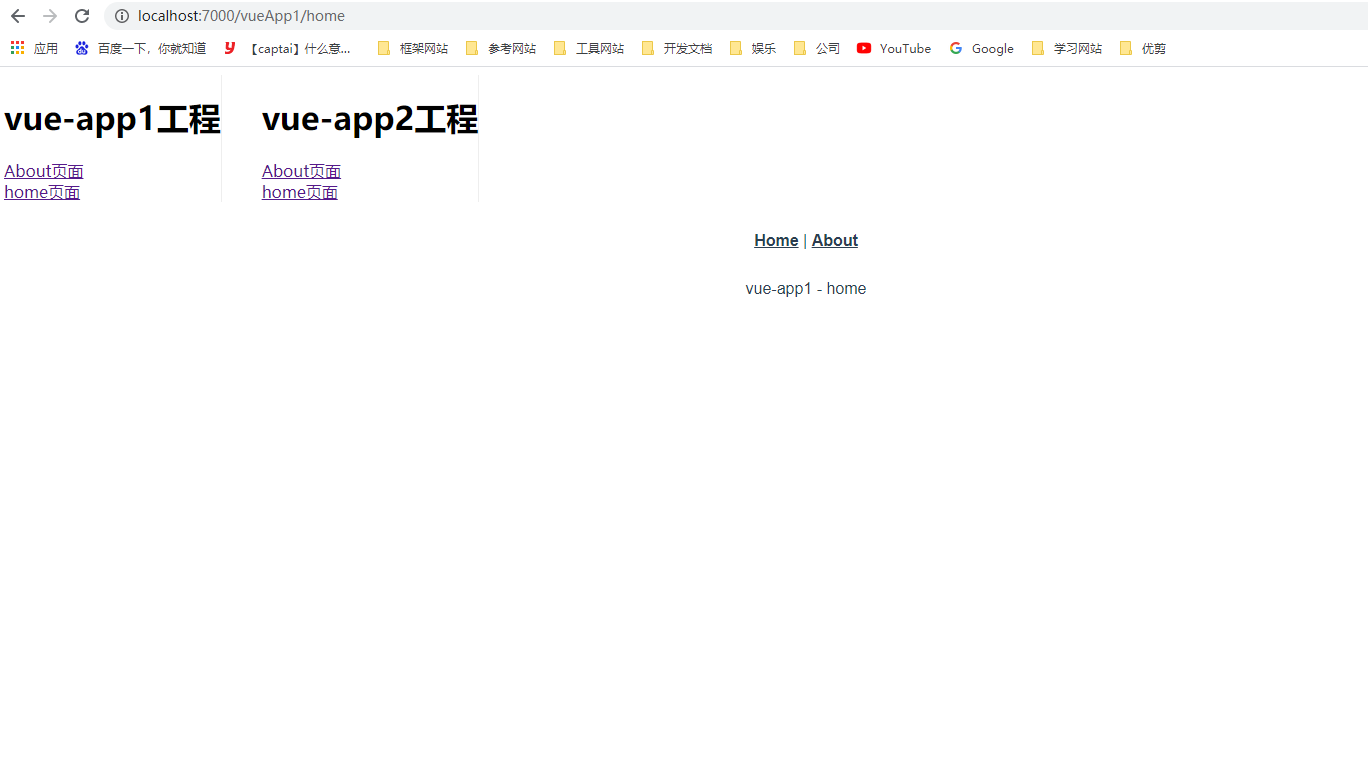 localhost:7000/vueApp1/home
应用 百度一下，你就知道 【captai】什么意... 框架网站 参考网站 工具网站 开发文档 娱乐 公司 YouTube Google 学习网站 优剪
vue-app1工程 vue-app2工程
About页面 About页面
home页面 home页面
Home | About
vue-app1 - home